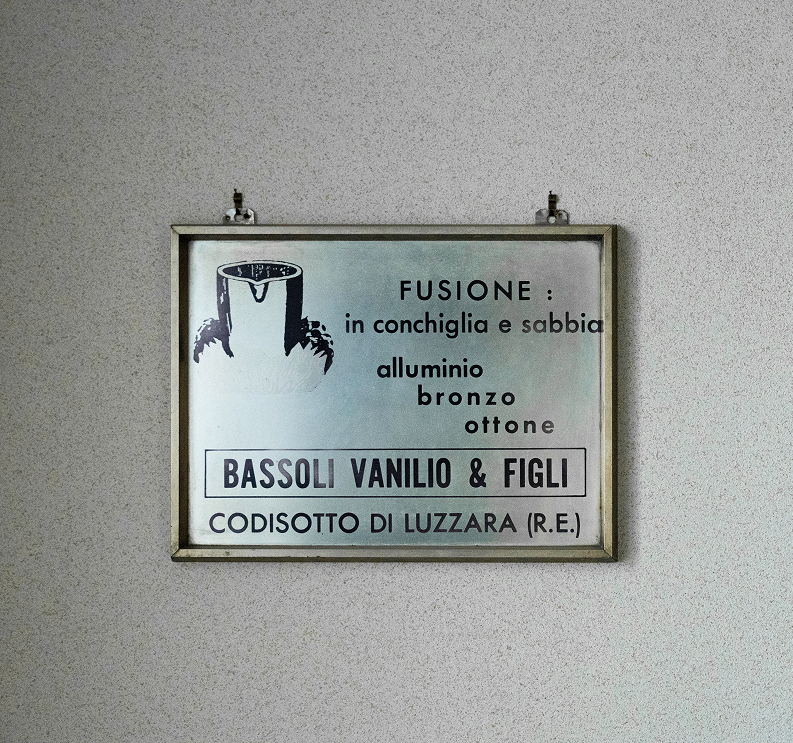 FUSIONE :
in conchiglia e sabbia
alluminio
bronzo
ottone
BASSOLI VANILIO & FIGLI
CODISOTTO DI LUZZARA (R.E.)